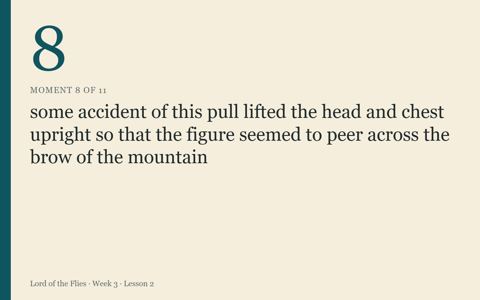 8
MOMENT 8 OF 11
some accident of this pull lifted the head and chest
upright so that the figure seemed to peer across the
brow of the mountain
Lord of the Flies · Week 3 · Lesson 2